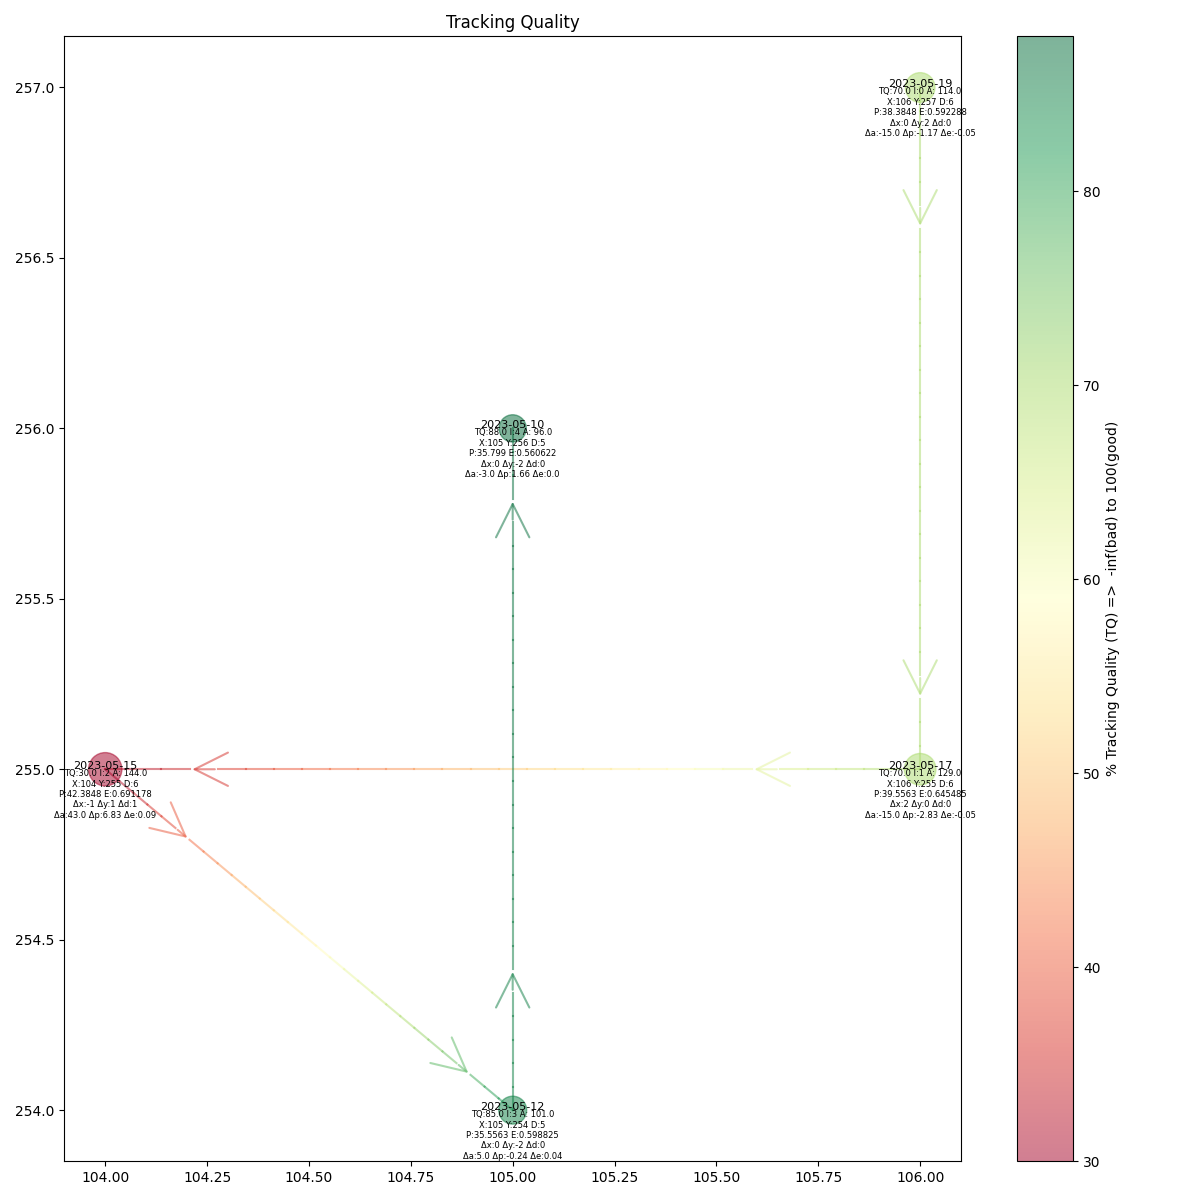 Tracking Quality
257.0
256.5
256.0
255.5
255.0
254.5
254.0
2023-05-19
TQ:70.0 I:0 A: 114.0
X:106 Y:257 D:6
P:38.3848 E:0.592288
Δx:0 Δy:2 Δd:0
Δa:-15.0 Δp:-1.17 Δe:-0.05
2023-05-10
TQ:88.0 I:4 A: 96.0
X:105 Y:256 D:5
P:35.799 E:0.560622
Δx:0 Δy:-2 Δd:0
Δa:-3.0 Δp:1.66 Δe:0.0
2023-05-15
TQ:30.0 I:2 A: 144.0
X:104 Y:255 D:6
P:42.3848 E:0.691178
Δx:-1 Δy:1 Δd:1
Δa:43.0 Δp:6.83 Δe:0.09
2023-05-17
TQ:70.0 I:1 A: 129.0
X:106 Y:255 D:6
P:39.5563 E:0.645485
Δx:2 Δy:0 Δd:0
Δa:-15.0 Δp:-2.83 Δe:-0.05
2023-05-12
TQ:85.0 I:3 A: 101.0
X:105 Y:254 D:5
P:35.5563 E:0.598825
Δx:0 Δy:-2 Δd:0
Δa:5.0 Δp:-0.24 Δe:0.04
104.00 104.25 104.50 104.75 105.00 105.25 105.50 105.75 106.00
80
70
60
50
40
30
% Tracking Quality (TQ) => -inf(bad) to 100(good)